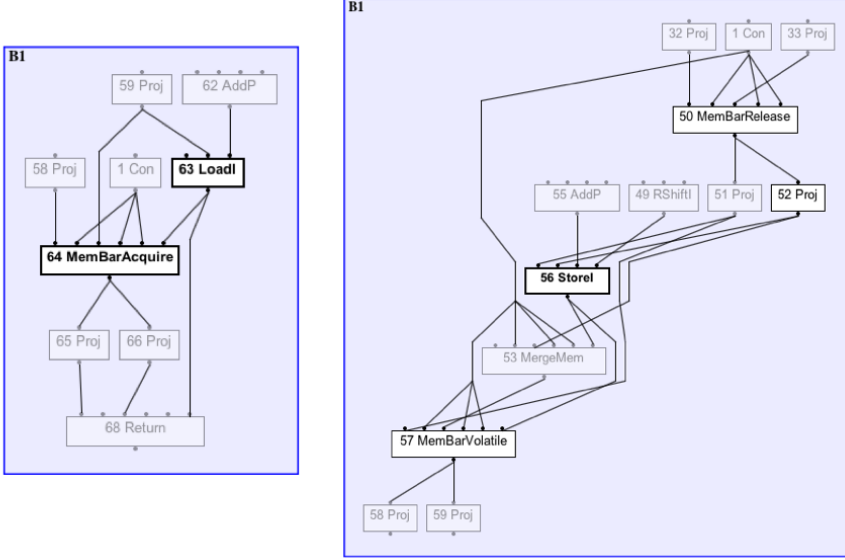 B1
59 Proj
62 AddP
58 Proj
1 Con
63 LoadI
64 MemBarAcquire
65 Proj
66 Proj
68 Return
B1
32 Proj
1 Con
33 Proj
50 MemBarRelease
55 AddP
49 RShiftI
51 Proj
52 Proj
56 StoreI
53 MergeMem
57 MemBarVolatile
58 Proj
59 Proj